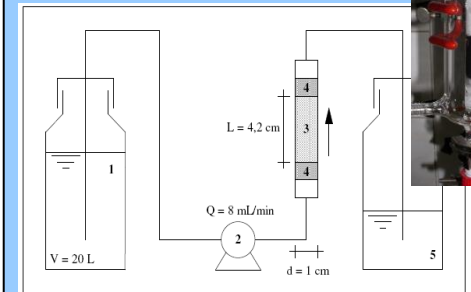 4
L = 4,2 cm
3
1
4
Q = 8 mL/min
2
V = 20 L
5
d = 1 cm